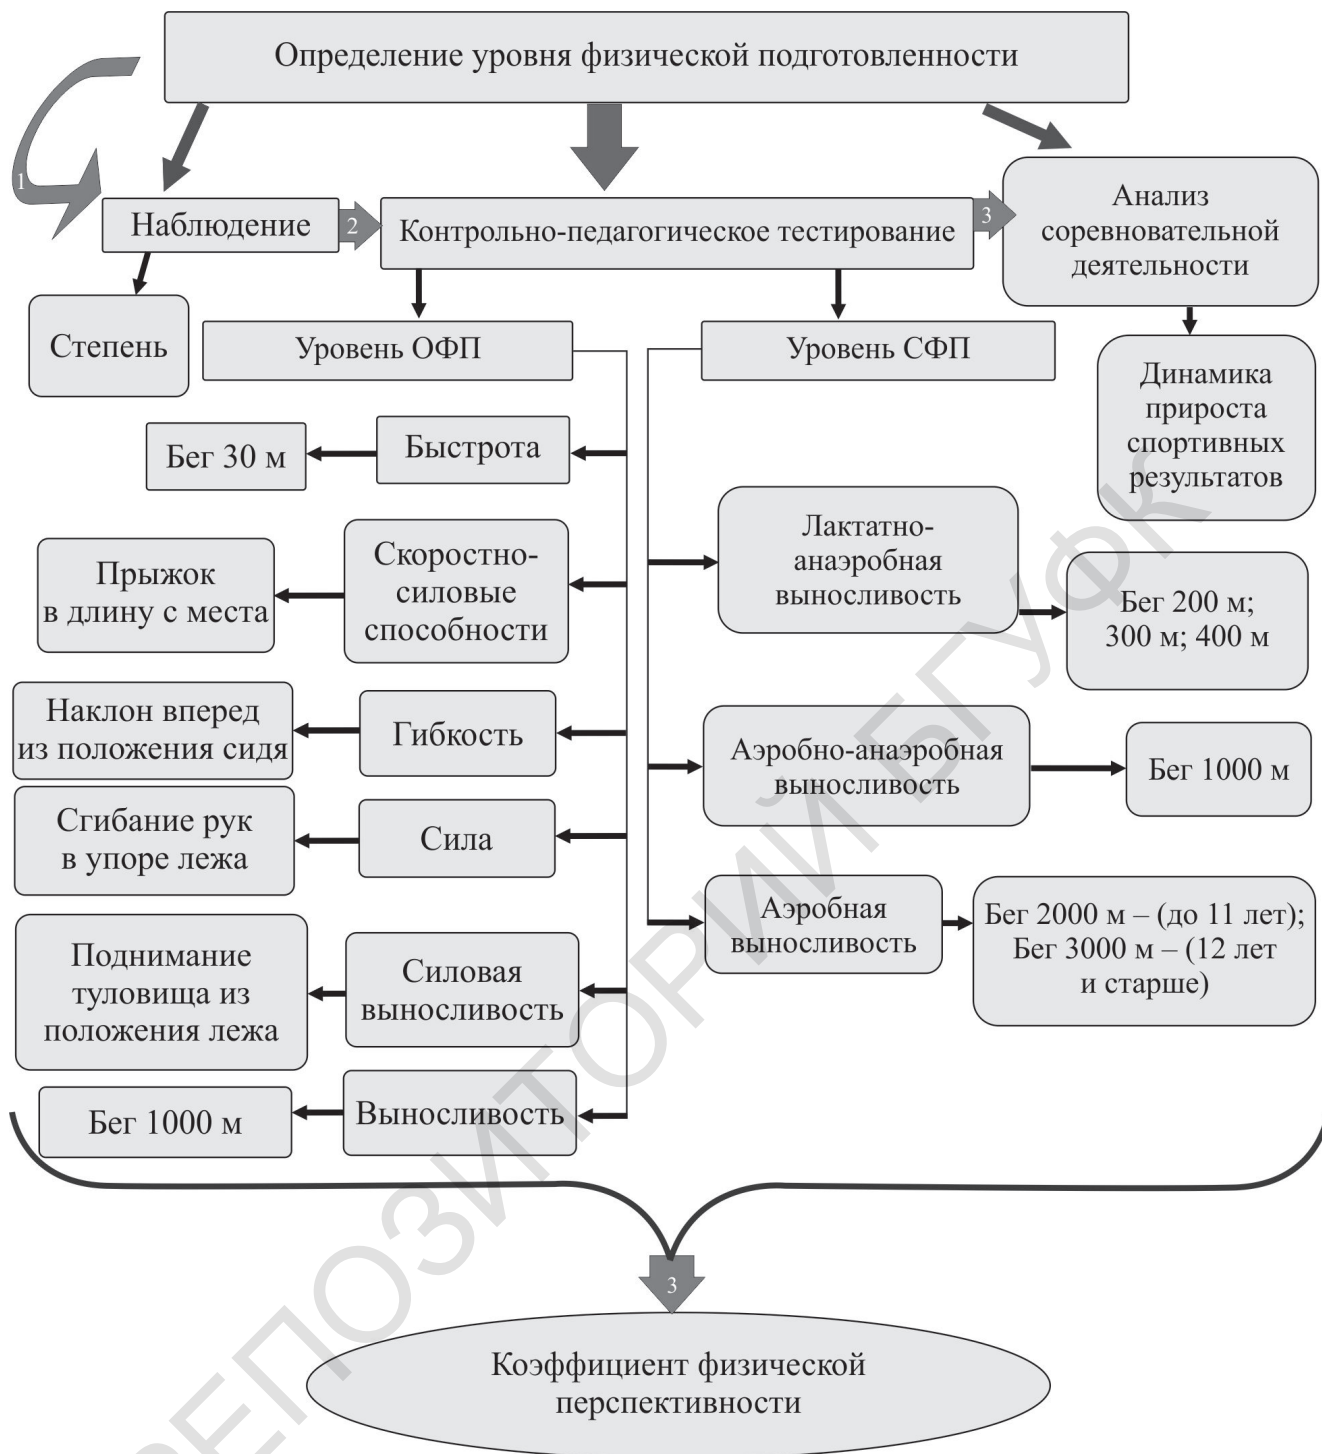 Определение уровня физической подготовленности
1
Наблюдение
2
Контрольно-педагогическое тестирование
3
Анализ
соревновательной
деятельности
Степень
Уровень ОФП
Уровень СФП
Динамика
прироста
спортивных
результатов
Бег 30 м
Быстрота
Прыжок
в длину с места
Скоростно-
силовые
способности
Лактатно-
анаэробная
выносливость
Бег 200 м;
300 м; 400 м
Наклон вперед
из положения сидя
Гибкость
Аэробно-анаэробная
выносливость
Бег 1000 м
Сгибание рук
в упоре лежа
Сила
Аэробная
выносливость
Бег 2000 м – (до 11 лет);
Бег 3000 м – (12 лет
и старше)
Поднимание
туловища из
положения лежа
Силовая
выносливость
Бег 1000 м
Выносливость
3
Коэффициент физической
перспективности
РЕПОЗИТОРИЙ БГУФК